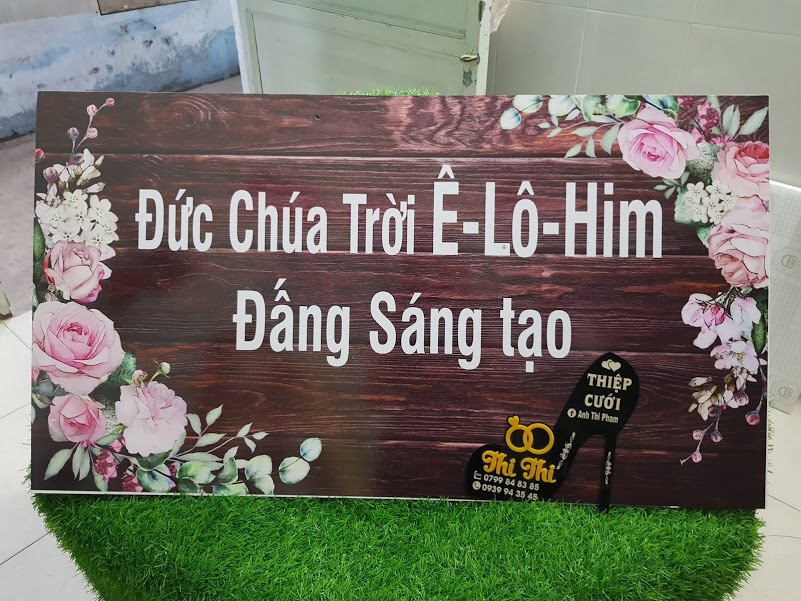 Đức Chúa Trời Ê-Lô-Him
Đấng Sáng tạo
THIỆP
CƯỚI
Anh Thi Pham
Thi Thi
0799 84 83 85
0939 94 35 45